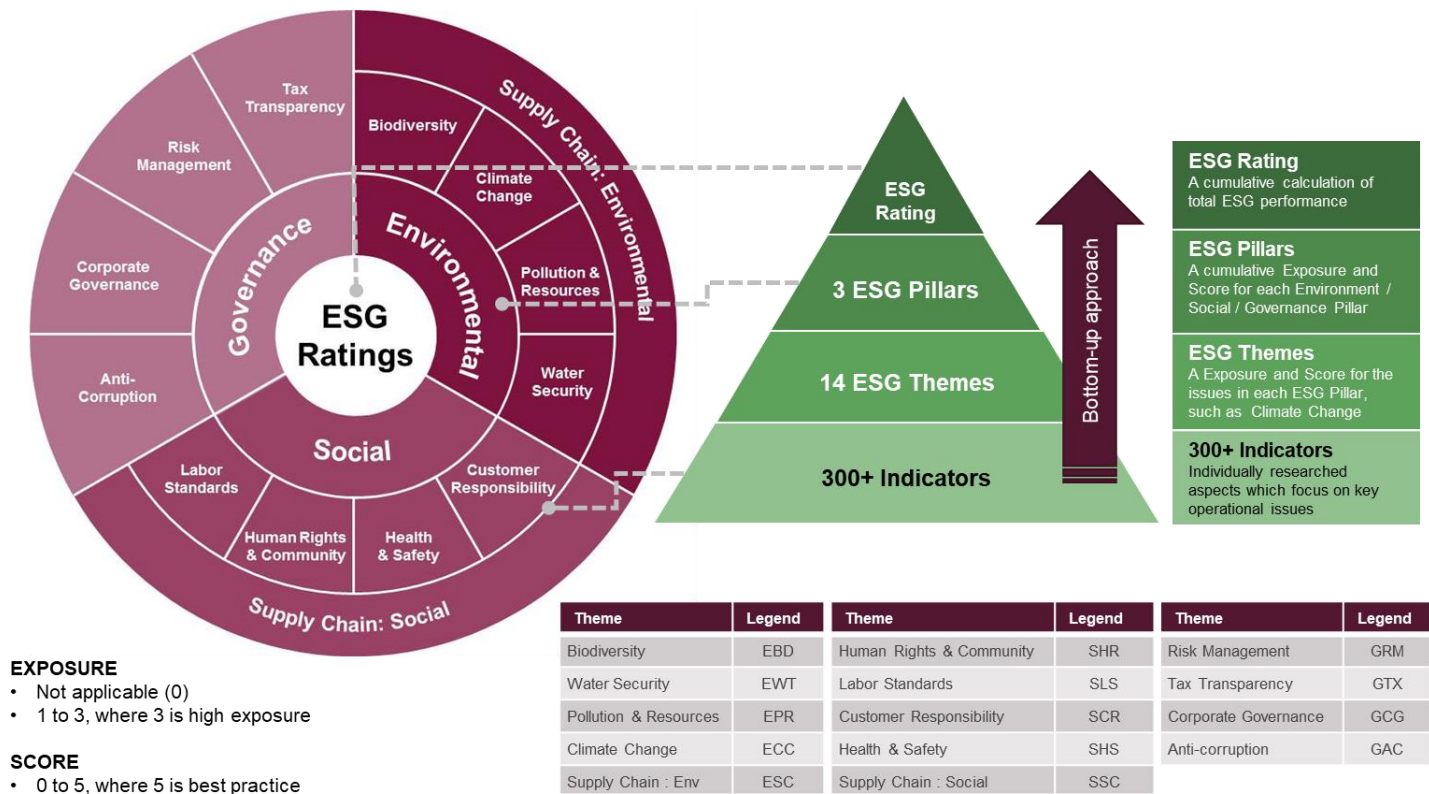 Tax
Transparency
Risk
Management
Corporate
Governance
Anti-
Corruption
Governance
Biodiversity
Climate
Change
Pollution &
Resources
Water
Security
Environmental
Supply Chain: Environmental
ESG
Ratings
Social
Labor
Standards
Human Rights
& Community
Health
& Safety
Customer
Responsibility
Supply Chain: Social
ESG
Rating
3 ESG Pillars
14 ESG Themes
300+ Indicators
Bottom-up approach
ESG Rating
A cumulative calculation of
total ESG performance
ESG Pillars
A cumulative Exposure and
Score for each Environment /
Social / Governance Pillar
ESG Themes
A Exposure and Score for the
issues in each ESG Pillar,
such as Climate Change
300+ Indicators
Individually researched
aspects which focus on key
operational issues
EXPOSURE
• Not applicable (0)
• 1 to 3, where 3 is high exposure
SCORE
• 0 to 5, where 5 is best practice
Theme Legend Theme Legend Theme Legend
Biodiversity EBD Human Rights & Community SHR Risk Management GRM
Water Security EWT Labor Standards SLS Tax Transparency GTX
Pollution & Resources EPR Customer Responsibility SCR Corporate Governance GCG
Climate Change ECC Health & Safety SHS Anti-corruption GAC
Supply Chain : Env ESC Supply Chain : Social SSC